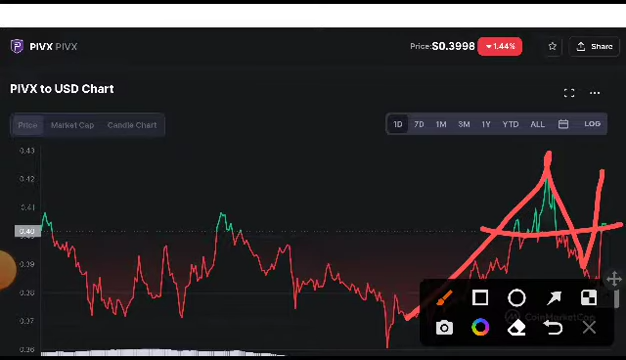 PIVX PIVX Price:$0.3998 ▾1.44% Share
PIVX to USD Chart
Price Market Cap Candle Chart 1D 7D 1M 3M 1Y YTD ALL LOG
0.43
0.42
0.41
0.40
0.39
0.38
0.37
0.36
CoinMarketCap